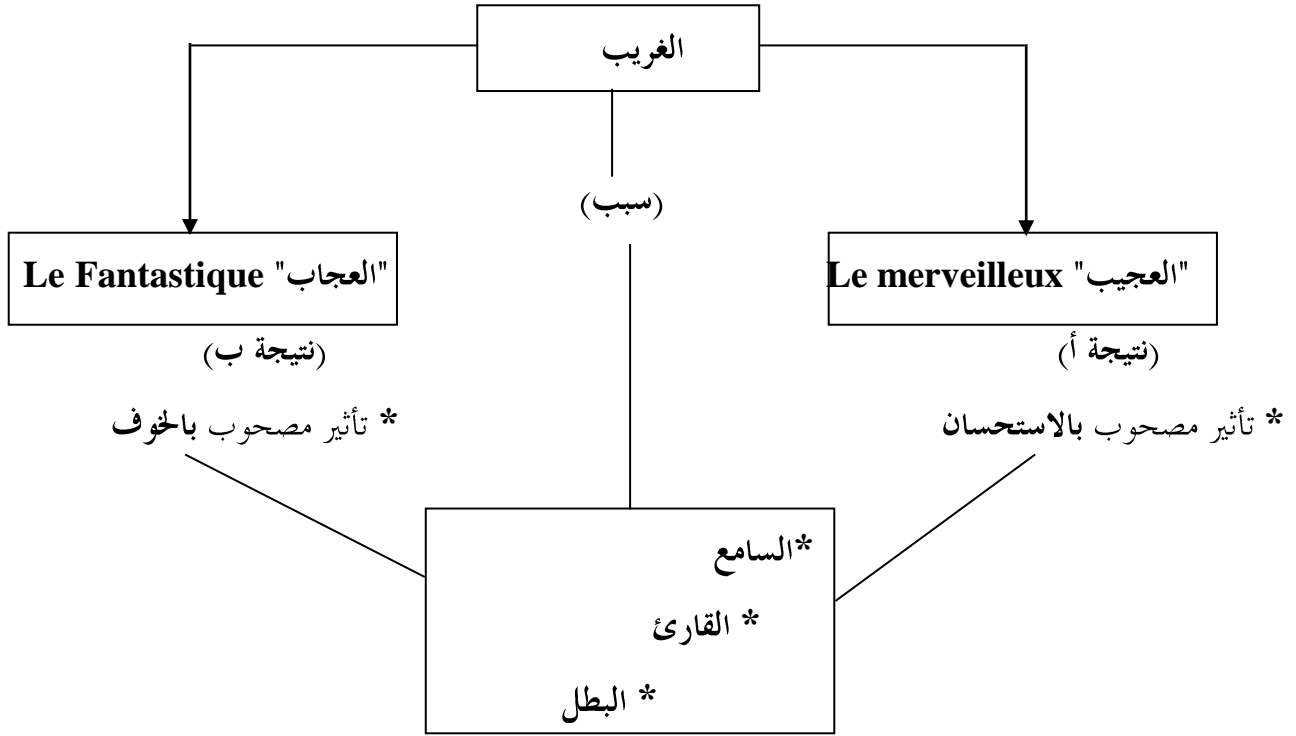 الغريب
(سبب)
"العجيب" Le merveilleux
"العجاب" Le Fantastique
(نتيجة أ)
(نتيجة ب)
* تأثير مصحوب بالاستحسان
* تأثير مصحوب بالخوف
*السامع
* القارئ
* البطل